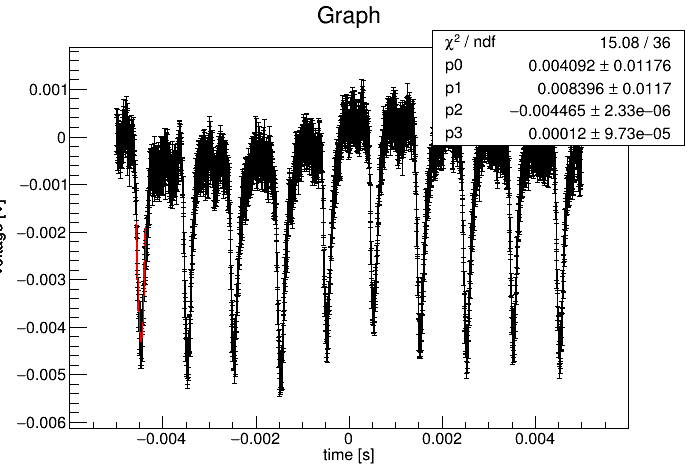 Graph
χ² / ndf 15.08 / 36
p0 0.004092 ± 0.01176
p1 0.008396 ± 0.0117
p2 −0.004465 ± 2.33e−06
p3 0.00012 ± 9.73e−05
0.001
0
−0.001
−0.002
−0.003
−0.004
−0.005
−0.006
−0.004
−0.002
0
0.002
0.004
time [s]